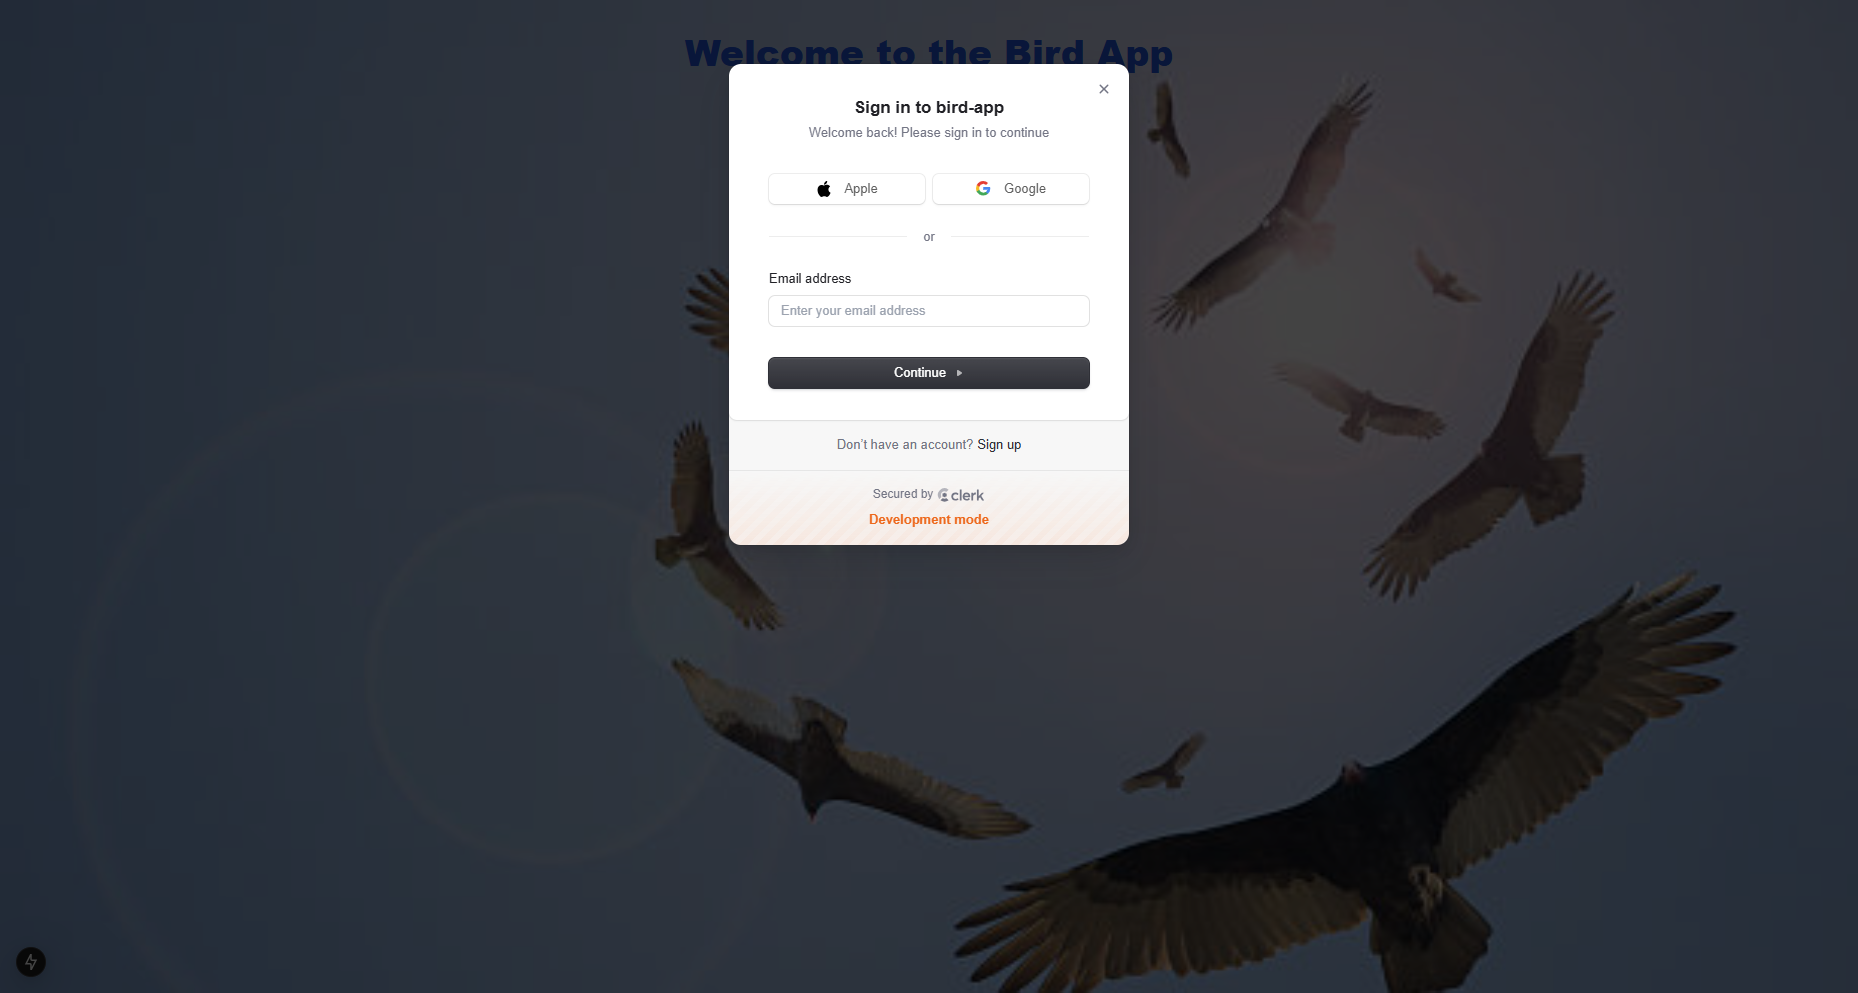 Welcome to the Bird App
Sign in to bird-app
Welcome back! Please sign in to continue
Apple
Google
or
Email address
Enter your email address
Continue
Don't have an account? Sign up
Secured by clerk
Development mode